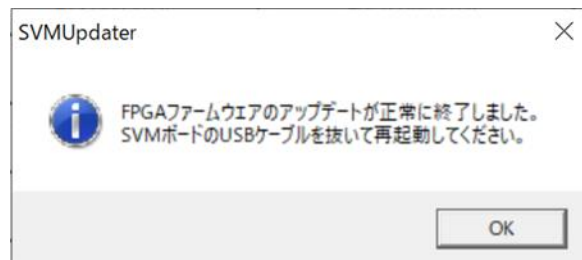 SVMUpdater
FPGAファームウエアのアップデートが正常に終了しました。
SVMボードのUSBケーブルを抜いて再起動してください。
OK